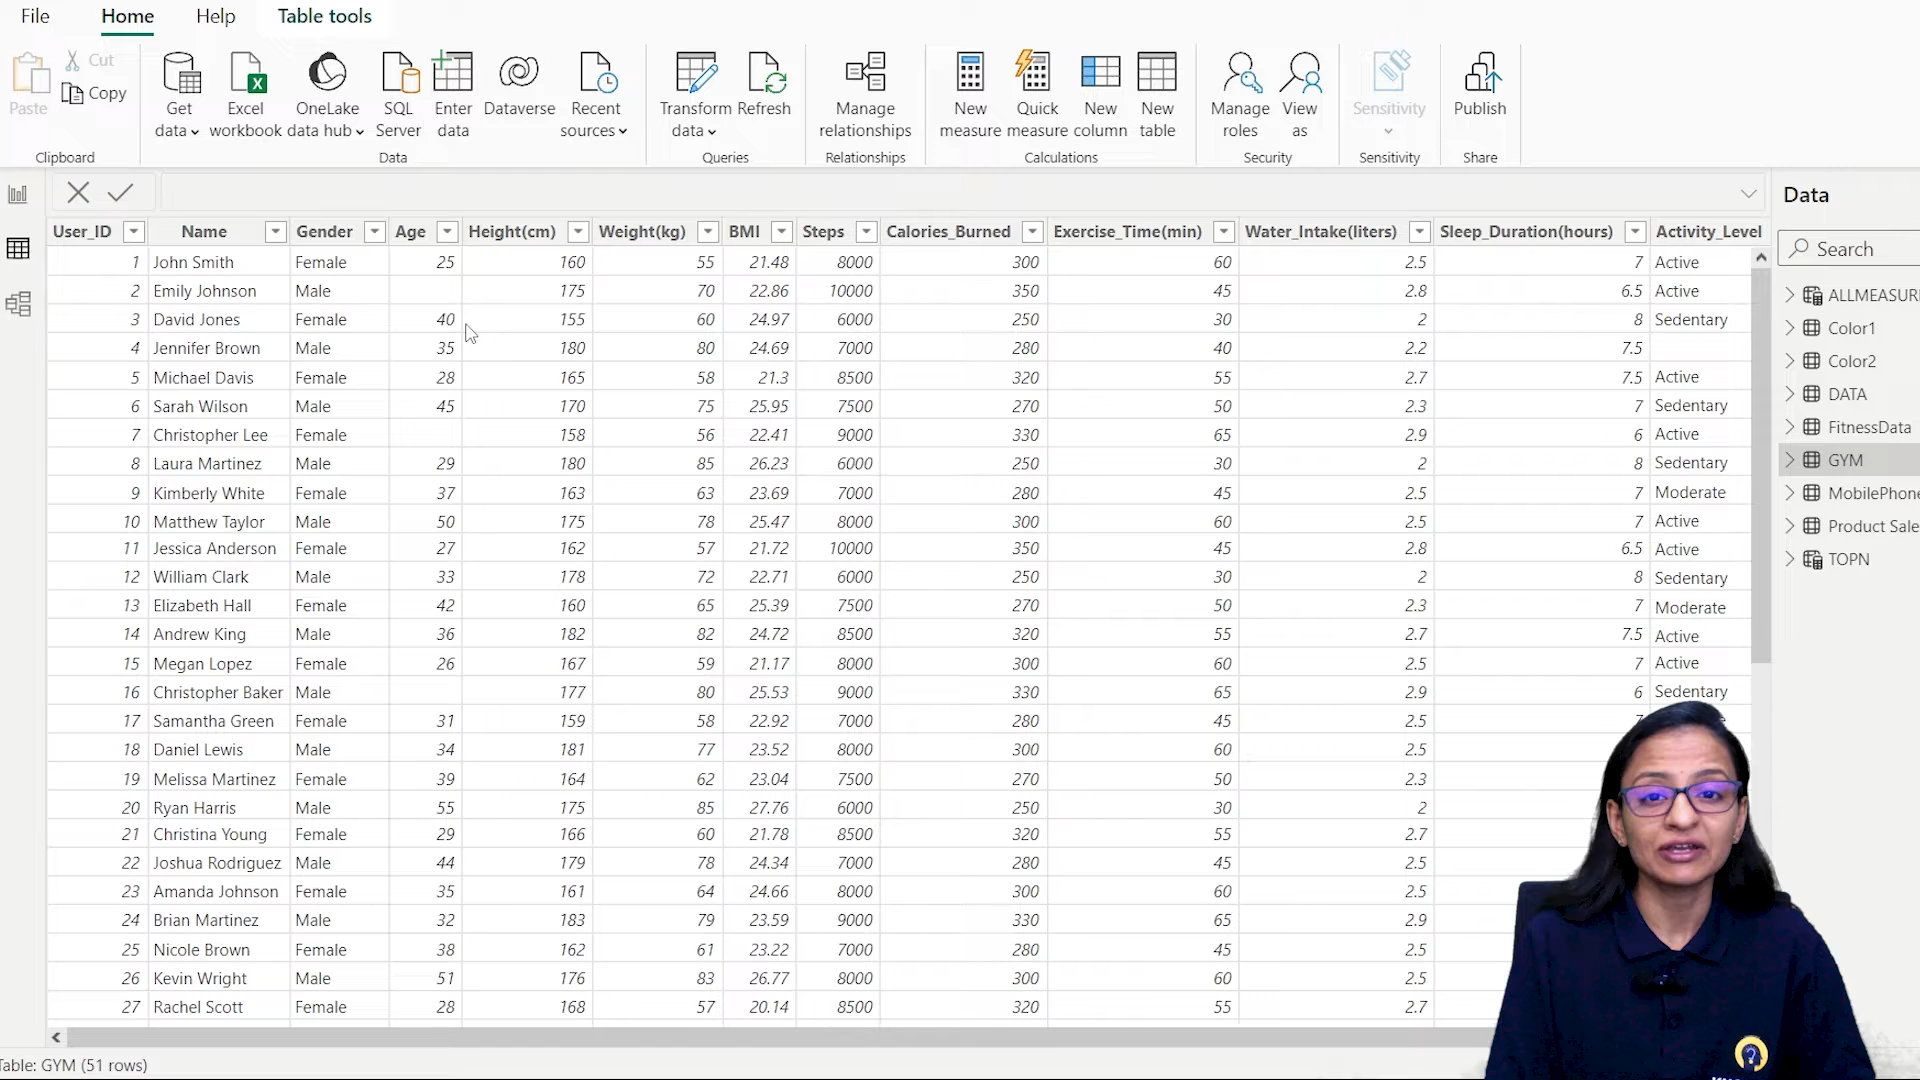 File Home Help Table tools
Paste Cut Copy
Get data
Excel workbook
OneLake data hub
SQL Server
Enter data
Dataverse
Recent sources
Transform data
Refresh
Manage relationships
New measure
Quick measure
New column
New table
Manage roles
View as
Sensitivity
Publish
Clipboard Data Queries Relationships Calculations Security Sensitivity Share
Data
User_ID Name Gender Age Height(cm) Weight(kg) BMI Steps Calories_Burned Exercise_Time(min) Water_Intake(liters) Sleep_Duration(hours) Activity_Level
1 John Smith Female 25 160 55 21.48 8000 300 60 2.5 7 Active
2 Emily Johnson Male 175 70 22.86 10000 350 45 2.8 6.5 Active
3 David Jones Female 40 155 60 24.97 6000 250 30 2 8 Sedentary
4 Jennifer Brown Male 35 180 80 24.69 7000 280 40 2.2 7.5
5 Michael Davis Female 28 165 58 21.3 8500 320 55 2.7 7.5 Active
6 Sarah Wilson Male 45 170 75 25.95 7500 270 50 2.3 7 Sedentary
7 Christopher Lee Female 158 56 22.41 9000 330 65 2.9 6 Active
8 Laura Martinez Male 29 180 85 26.23 6000 250 30 2 8 Sedentary
9 Kimberly White Female 37 163 63 23.69 7000 280 45 2.5 7 Moderate
10 Matthew Taylor Male 50 175 78 25.47 8000 300 60 2.5 7 Active
11 Jessica Anderson Female 27 162 57 21.72 10000 350 45 2.8 6.5 Active
12 William Clark Male 33 178 72 22.71 6000 250 30 2 8 Sedentary
13 Elizabeth Hall Female 42 160 65 25.39 7500 270 50 2.3 7 Moderate
14 Andrew King Male 36 182 82 24.72 8500 320 55 2.7 7.5 Active
15 Megan Lopez Female 26 167 59 21.17 8000 300 60 2.5 7 Active
16 Christopher Baker Male 177 80 25.53 9000 330 65 2.9 6 Sedentary
17 Samantha Green Female 31 159 58 22.92 7000 280 45 2.5 7
18 Daniel Lewis Male 34 181 77 23.52 8000 300 60 2.5
19 Melissa Martinez Female 39 164 62 23.04 7500 270 50 2.3
20 Ryan Harris Male 55 175 85 27.76 6000 250 30 2
21 Christina Young Female 29 166 60 21.78 8500 320 55 2.7
22 Joshua Rodriguez Male 44 179 78 24.34 7000 280 45 2.5
23 Amanda Johnson Female 35 161 64 24.66 8000 300 60 2.5
24 Brian Martinez Male 32 183 79 23.59 9000 330 65 2.9
25 Nicole Brown Female 38 162 61 23.22 7000 280 45 2.5
26 Kevin Wright Male 51 176 83 26.77 8000 300 60 2.5
27 Rachel Scott Female 28 168 57 20.14 8500 320 55 2.7
Search
ALLMEASUR
Color1
Color2
DATA
FitnessData
GYM
MobilePhone
Product Sale
TOPN
Table: GYM (51 rows)